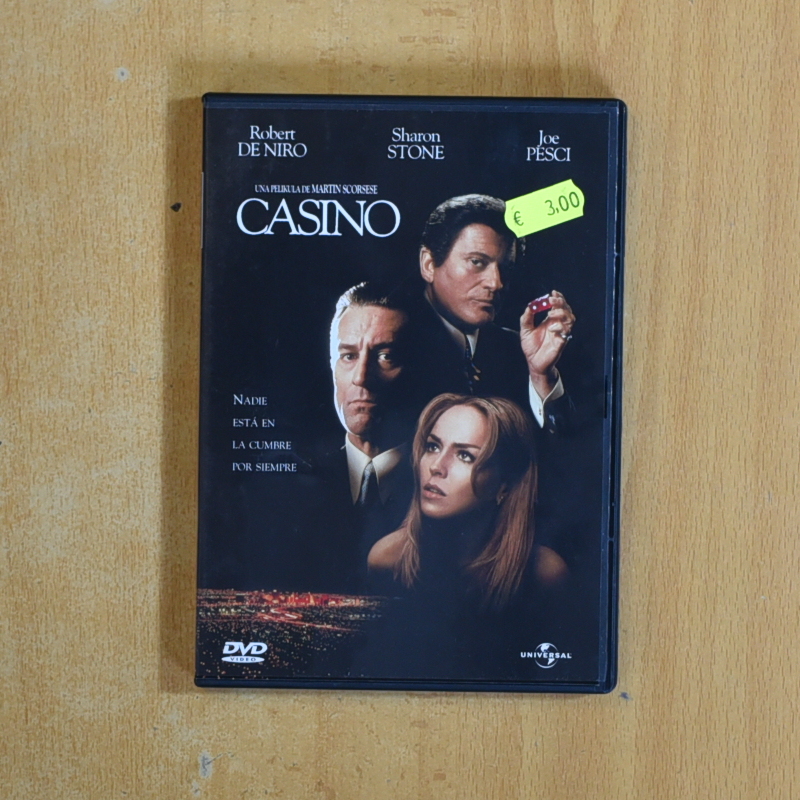 Robert
DE NIRO
Sharon
STONE
Joe
PESCI
UNA PELIKULA DE MARTIN SCORSESE
CASINO
€ 3,00
NADIE
ESTÁ EN
LA CUMBRE
POR SIEMPRE
DVD
VIDEO
UNIVERSAL